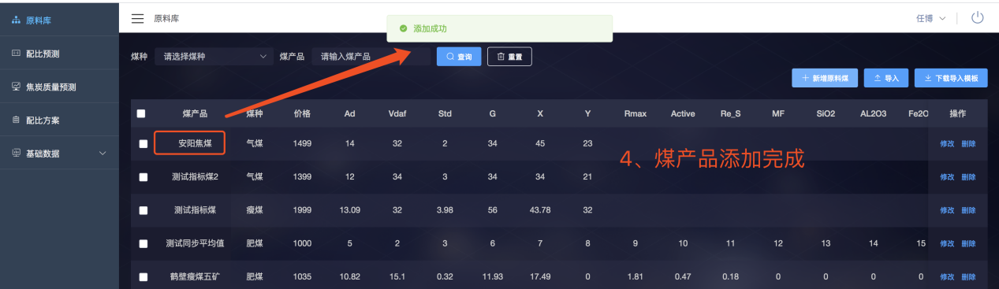 原料库
配比预测
焦炭质量预测
配比方案
基础数据
原料库
添加成功
任博
煤种 请选择煤种 煤产品 请输入煤产品 查询 重置
新增原料煤 导入 下载导入模板
煤产品 煤种 价格 Ad Vdaf Std G X Y Rmax Active Re_S MF SiO2 AL2O3 Fe2O 操作
安阳焦煤 气煤 1499 14 32 2 34 45 23 修改 删除
4、煤产品添加完成
测试指标煤2 气煤 1399 12 34 3 34 34 21 修改 删除
测试指标煤 瘦煤 1999 13.09 32 3.98 56 43.78 32 修改 删除
测试同步平均值 肥煤 1000 5 2 3 6 7 8 9 10 11 12 13 14 15 修改 删除
鹤壁瘦煤五矿 肥煤 1035 10.82 15.1 0.32 11.93 17.49 0 1.81 0.47 0.18 0 0 0 0 修改 删除